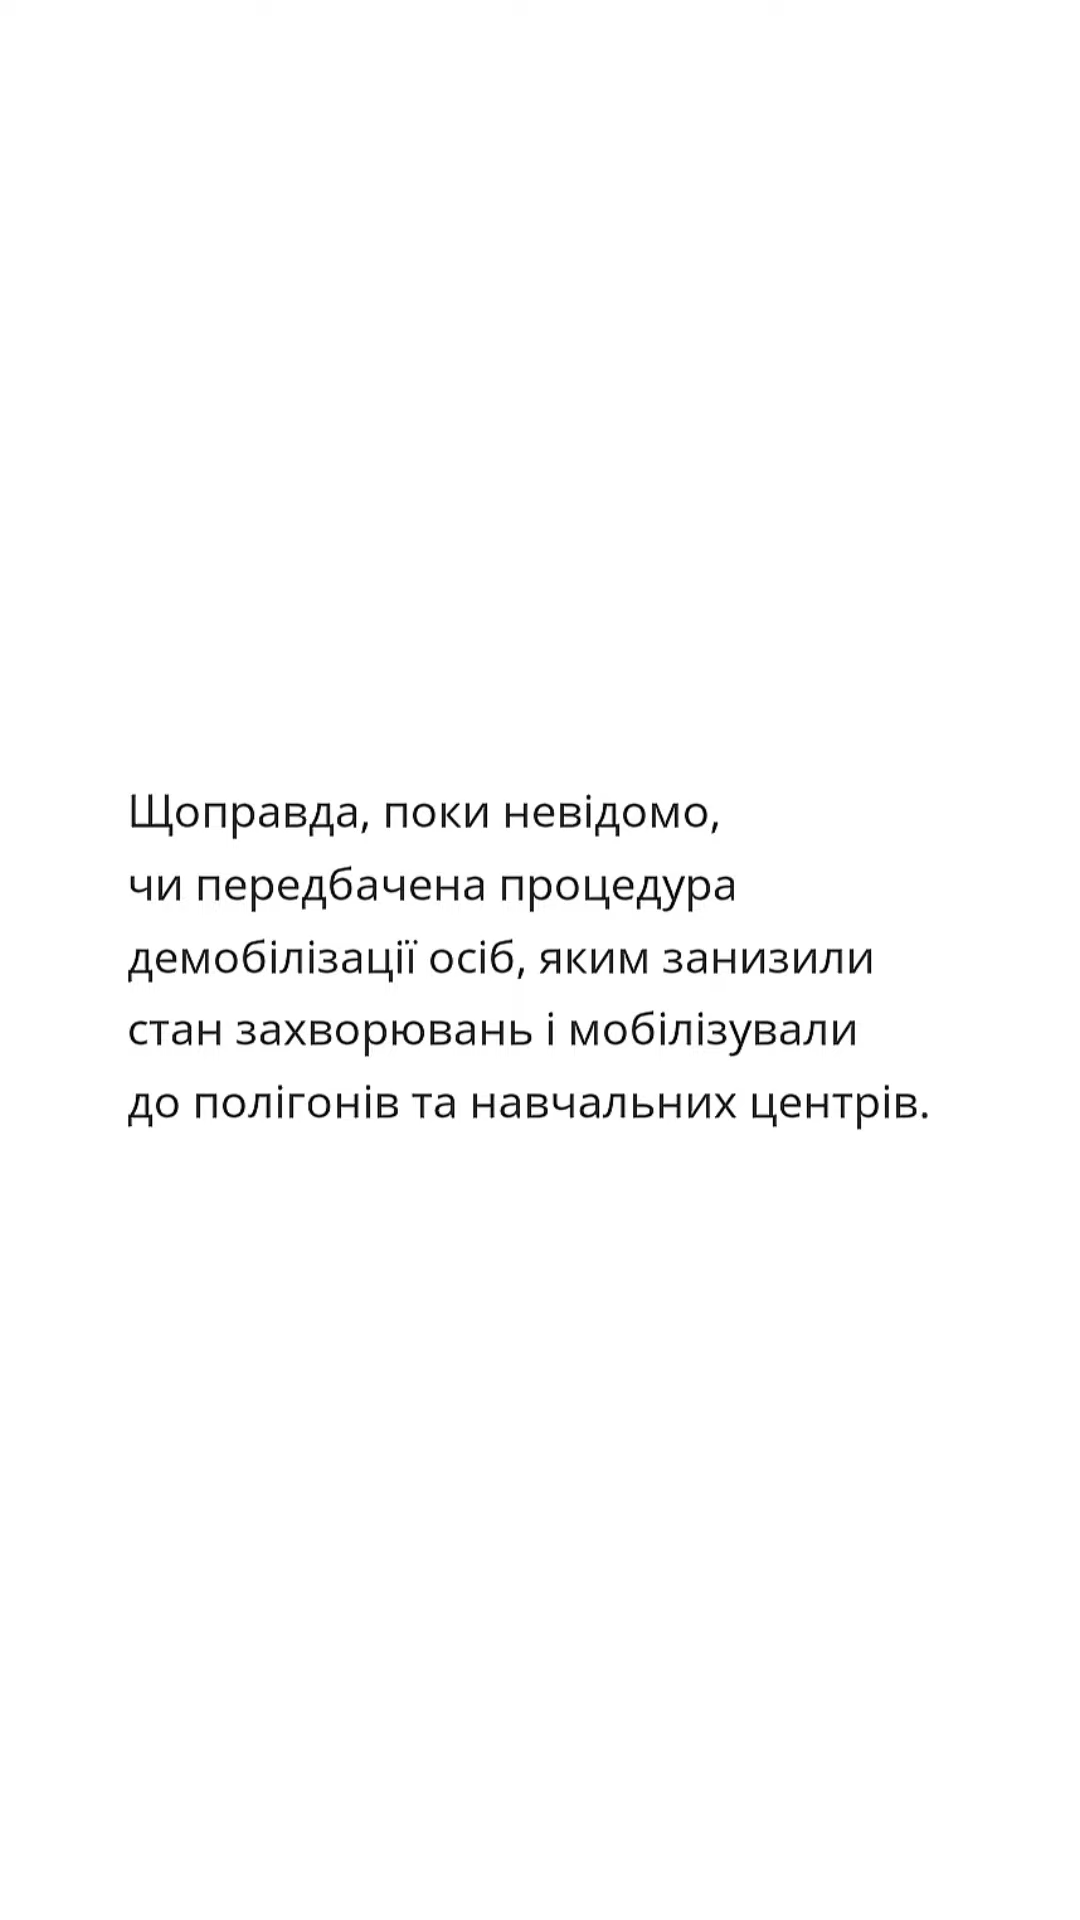 Щоправда, поки невідомо,
чи передбачена процедура
демобілізації осіб, яким занизили
стан захворювань і мобілізували
до полігонів та навчальних центрів.